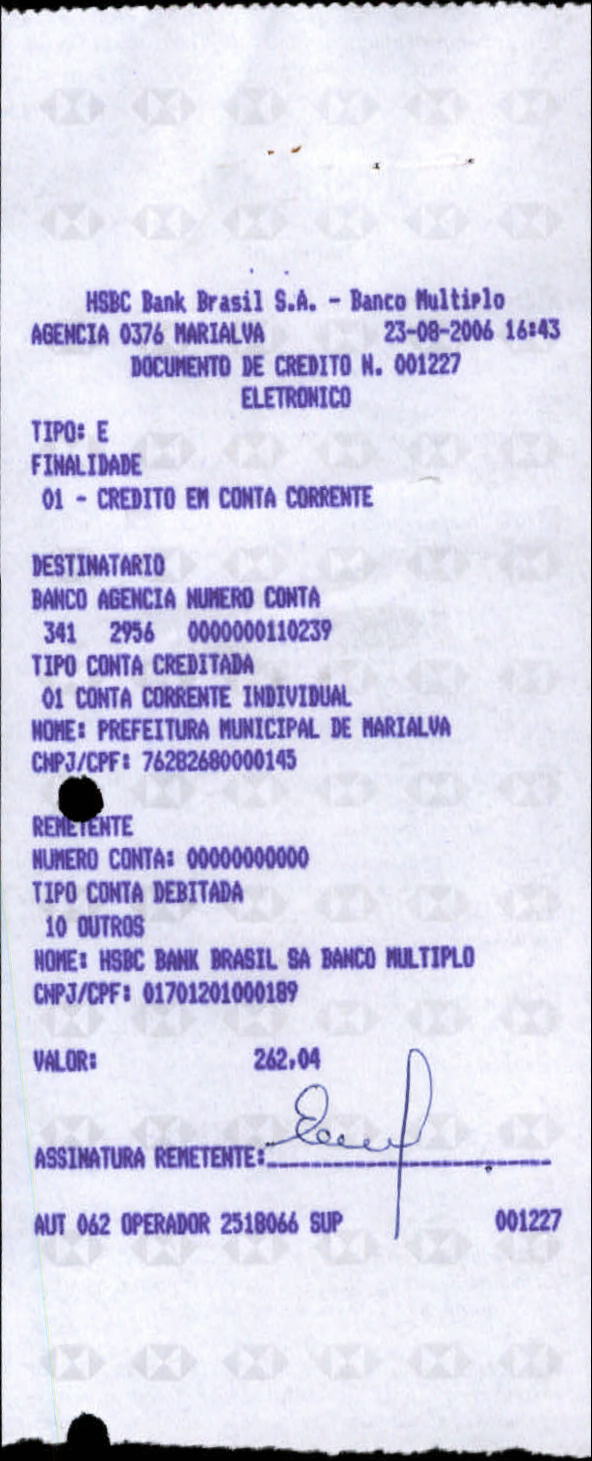 HSBC Bank Brasil S.A. - Banco Multiplo
AGENCIA 0376 MARIALVA 23-08-2006 16:43
DOCUMENTO DE CREDITO N. 001227
ELETRONICO
TIPO: E
FINALIDADE
01 - CREDITO EM CONTA CORRENTE
DESTINATARIO
BANCO AGENCIA NUMERO CONTA
341 2956 0000000110239
TIPO CONTA CREDITADA
01 CONTA CORRENTE INDIVIDUAL
NOME: PREFEITURA MUNICIPAL DE MARIALVA
CNPJ/CPF: 76282680000145
REMETENTE
NUMERO CONTA: 00000000000
TIPO CONTA DEBITADA
10 OUTROS
NOME: HSBC BANK BRASIL SA BANCO MULTIPLO
CNPJ/CPF: 01701201000189
VALOR: 262,04
ASSINATURA REMETENTE:
AUT 062 OPERADOR 2518066 SUP 001227